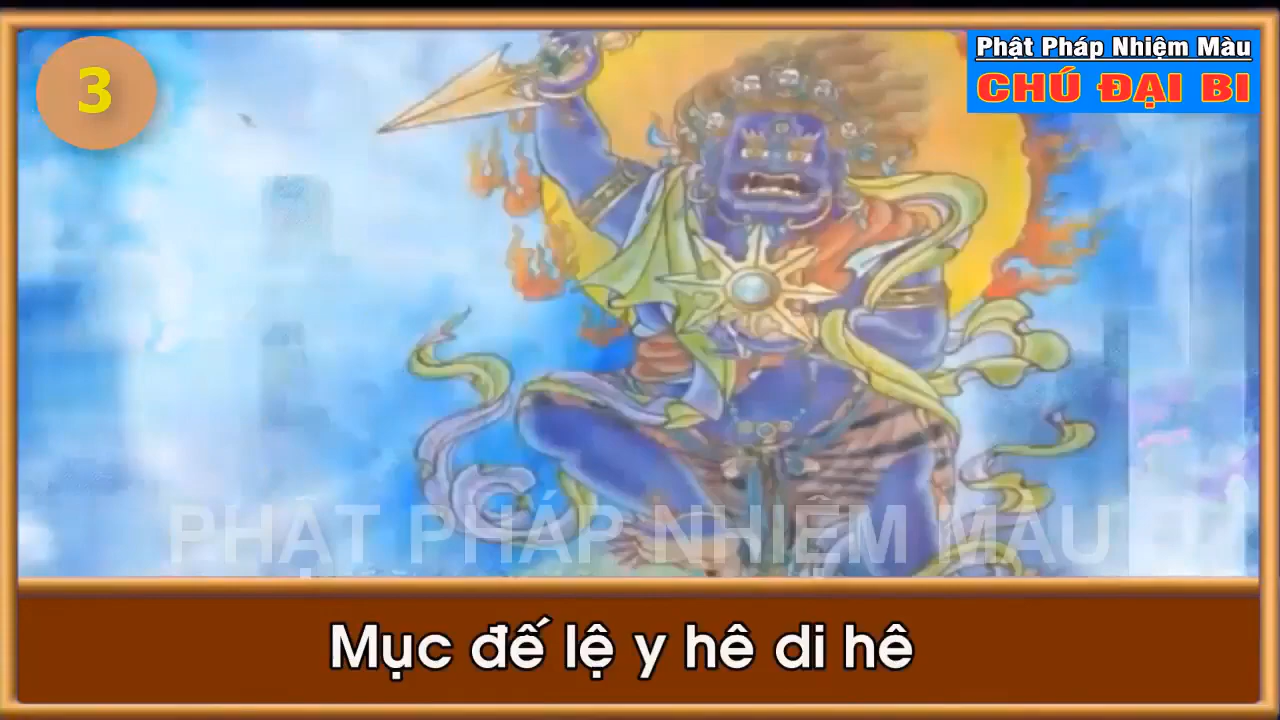 3
Phật Pháp Nhiệm Màu
CHÚ ĐẠI BI
PHẬT PHÁP NHIỆM MÀU
Mục đế lệ y hê di hê